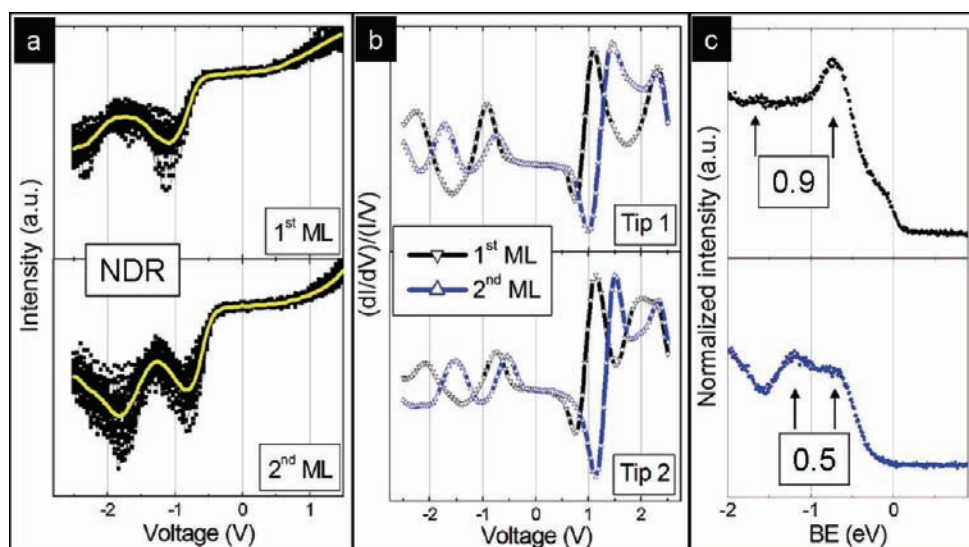 a
Intensity (a.u.)
1st ML
NDR
2nd ML
-2 -1 0 1
Voltage (V)
b
(dI/dV)/(I/V)
Tip 1
1st ML
2nd ML
Tip 2
-2 -1 0 1 2
Voltage (V)
c
Normalized intensity (a.u.)
0.9
0.5
-2 -1 0
BE (eV)